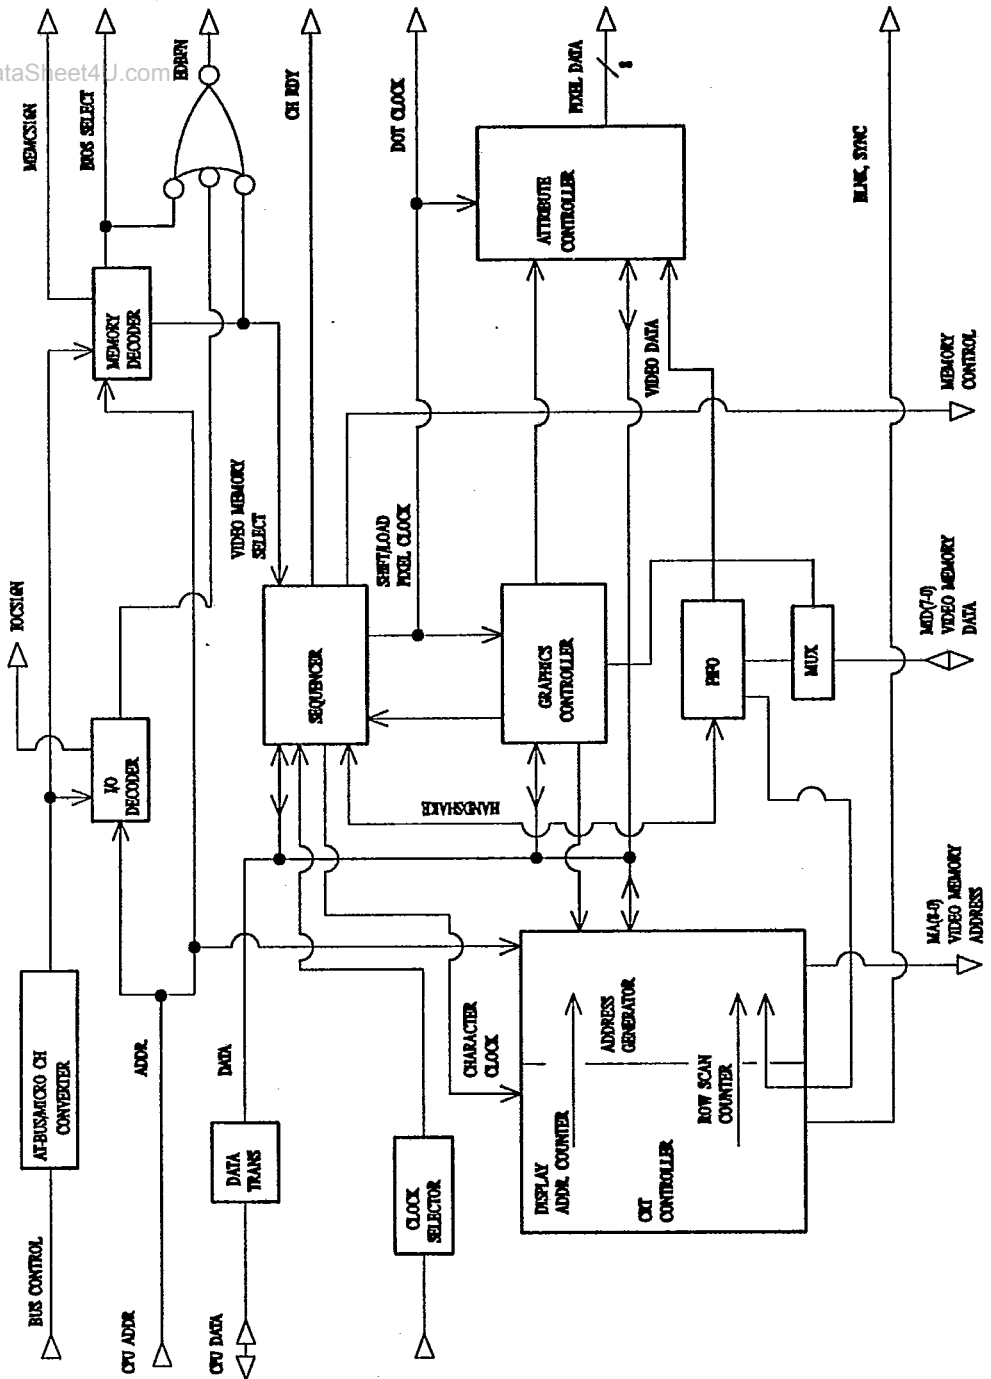 ataSheet4U.com
BUS CONTROL
AT-BUS/MICRO CH
CONVERTER
IOCS16N
MEMCS16N
I/O
DECODER
MEMORY
DECODER
BIOS SELECT
EDBFN
CPU ADDR
ADDR.
CPU DATA
DATA
TRANS
DATA
VIDEO MEMORY
SELECT
CH RDY
SEQUENCER
CLOCK
SELECTOR
CHARACTER
CLOCK
SHIFT/LOAD
PIXEL CLOCK
DOT CLOCK
HANDSHAKE
GRAPHICS
CONTROLLER
ATTRIBUTE
CONTROLLER
PIXEL DATA
8
VIDEO DATA
DISPLAY
ADDR. COUNTER
ADDRESS
GENERATOR
CRT
CONTROLLER
ROW SCAN
COUNTER
FIFO
MUX
BLNK, SYNC
MA(8-0)
VIDEO MEMORY
ADDRESS
MID(7-0)
VIDEO MEMORY
DATA
MEMORY
CONTROL